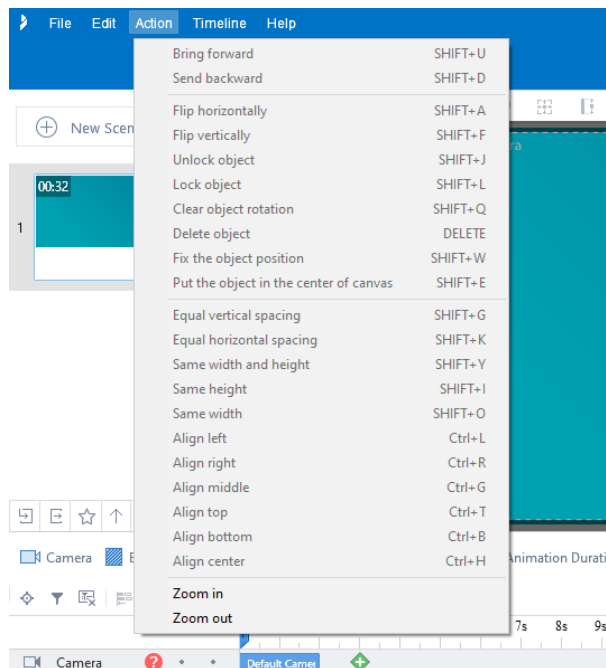 File Edit Action Timeline Help
Bring forward SHIFT+U
Send backward SHIFT+D
Flip horizontally SHIFT+A
Flip vertically SHIFT+F
Unlock object SHIFT+J
Lock object SHIFT+L
Clear object rotation SHIFT+Q
Delete object DELETE
Fix the object position SHIFT+W
Put the object in the center of canvas SHIFT+E
Equal vertical spacing SHIFT+G
Equal horizontal spacing SHIFT+K
Same width and height SHIFT+Y
Same height SHIFT+I
Same width SHIFT+O
Align left Ctrl+L
Align right Ctrl+R
Align middle Ctrl+G
Align top Ctrl+T
Align bottom Ctrl+B
Align center Ctrl+H
Zoom in
Zoom out
New Scen
ra
00:32
1
Camera
Animation Durati
7s 8s 9s
Camera ? Default Camer